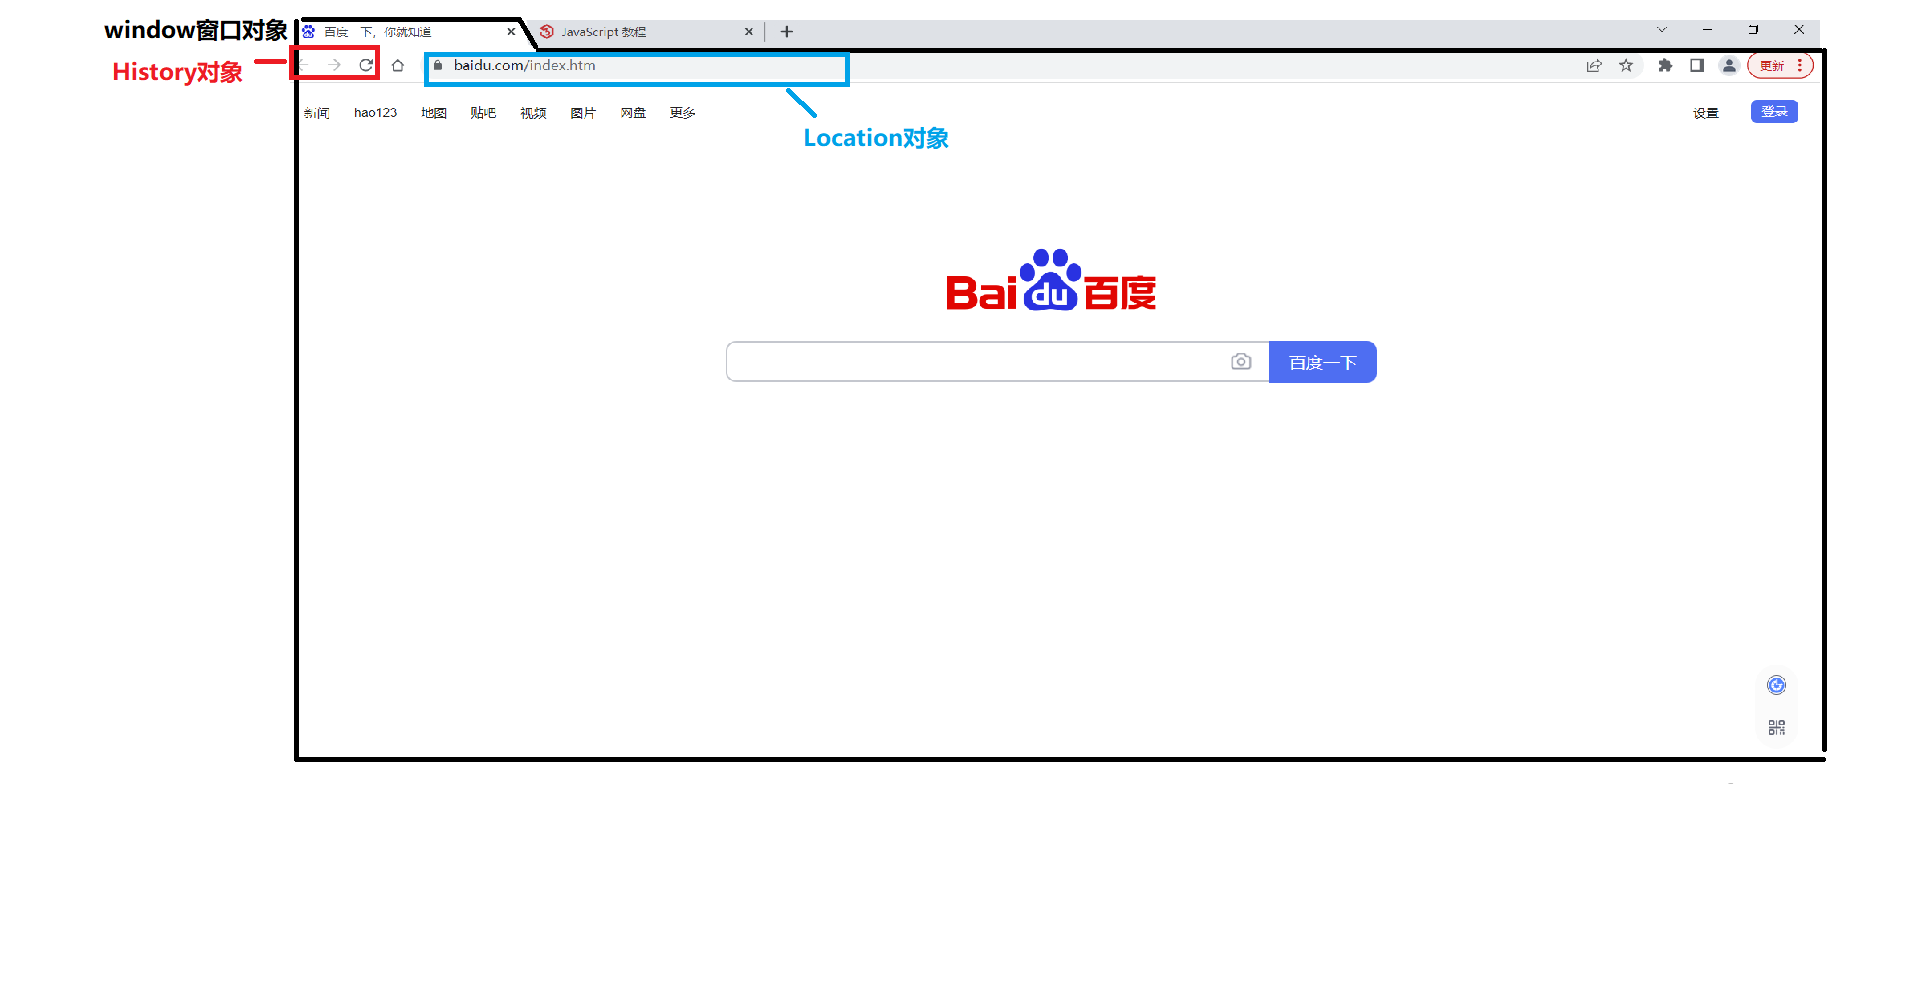 window窗口对象
百度一下，你就知道
JavaScript 教程
History对象
baidu.com/index.htm
更新
新闻 hao123 地图 贴吧 视频 图片 网盘 更多
设置 登录
Location对象
Bai du 百度
百度一下